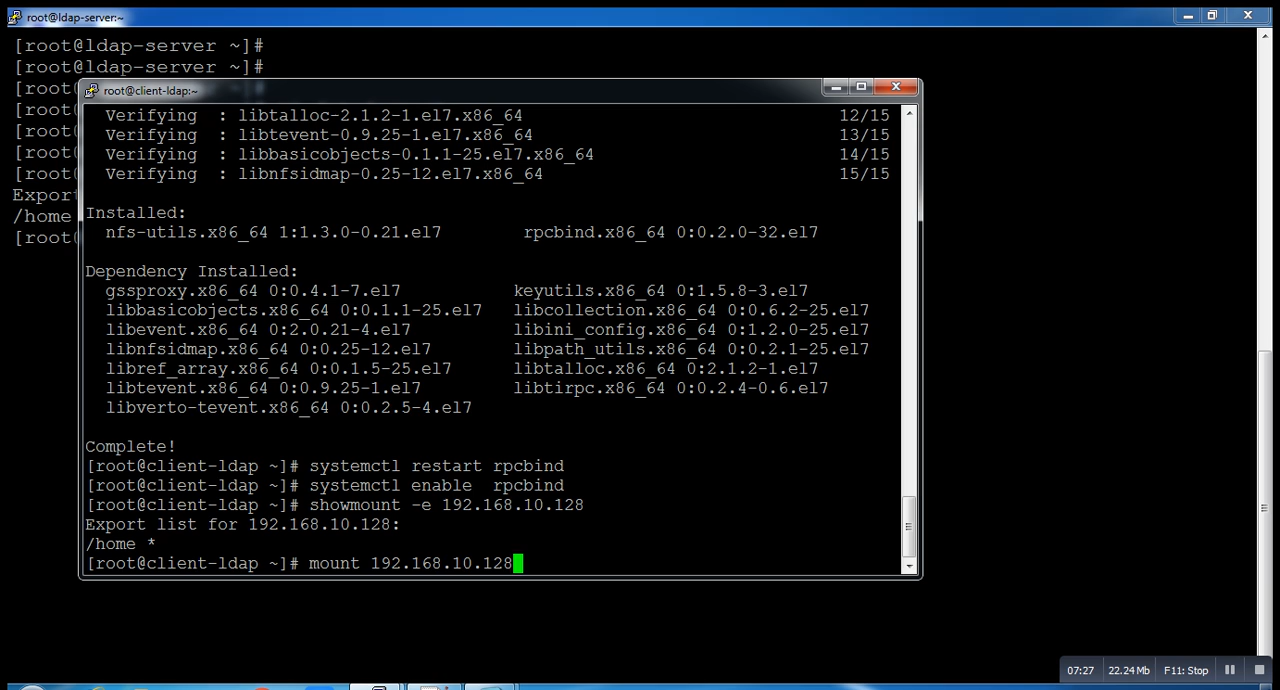 root@ldap-server:~
[root@ldap-server ~]#
[root@ldap-server ~]#
[root@
[root@
[root@
[root@
[root@
Export
/home
[root@
root@client-ldap:~
Verifying  : libtalloc-2.1.2-1.el7.x86_64 12/15
Verifying  : libtevent-0.9.25-1.el7.x86_64 13/15
Verifying  : libbasicobjects-0.1.1-25.el7.x86_64 14/15
Verifying  : libnfsidmap-0.25-12.el7.x86_64 15/15
Installed:
nfs-utils.x86_64 1:1.3.0-0.21.el7 rpcbind.x86_64 0:0.2.0-32.el7
Dependency Installed:
gssproxy.x86_64 0:0.4.1-7.el7 keyutils.x86_64 0:1.5.8-3.el7
libbasicobjects.x86_64 0:0.1.1-25.el7 libcollection.x86_64 0:0.6.2-25.el7
libevent.x86_64 0:2.0.21-4.el7 libini_config.x86_64 0:1.2.0-25.el7
libnfsidmap.x86_64 0:0.25-12.el7 libpath_utils.x86_64 0:0.2.1-25.el7
libref_array.x86_64 0:0.1.5-25.el7 libtalloc.x86_64 0:2.1.2-1.el7
libtevent.x86_64 0:0.9.25-1.el7 libtirpc.x86_64 0:0.2.4-0.6.el7
libverto-tevent.x86_64 0:0.2.5-4.el7
Complete!
[root@client-ldap ~]# systemctl restart rpcbind
[root@client-ldap ~]# systemctl enable  rpcbind
[root@client-ldap ~]# showmount -e 192.168.10.128
Export list for 192.168.10.128:
/home *
[root@client-ldap ~]# mount 192.168.10.128
07:27 22.24 Mb F11: Stop